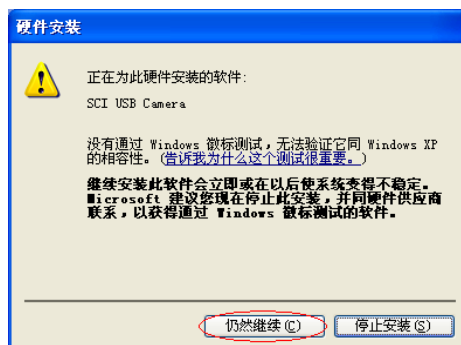 硬件安装
正在为此硬件安装的软件:
SCI USB Camera
没有通过 Windows 徽标测试，无法验证它同 Windows XP
的相容性。(告诉我为什么这个测试很重要。)
继续安装此软件会立即或在以后使系统变得不稳定。
Microsoft 建议您现在停止此安装，并同硬件供应商
联系，以获得通过 Windows 徽标测试的软件。
仍然继续(C)
停止安装(S)